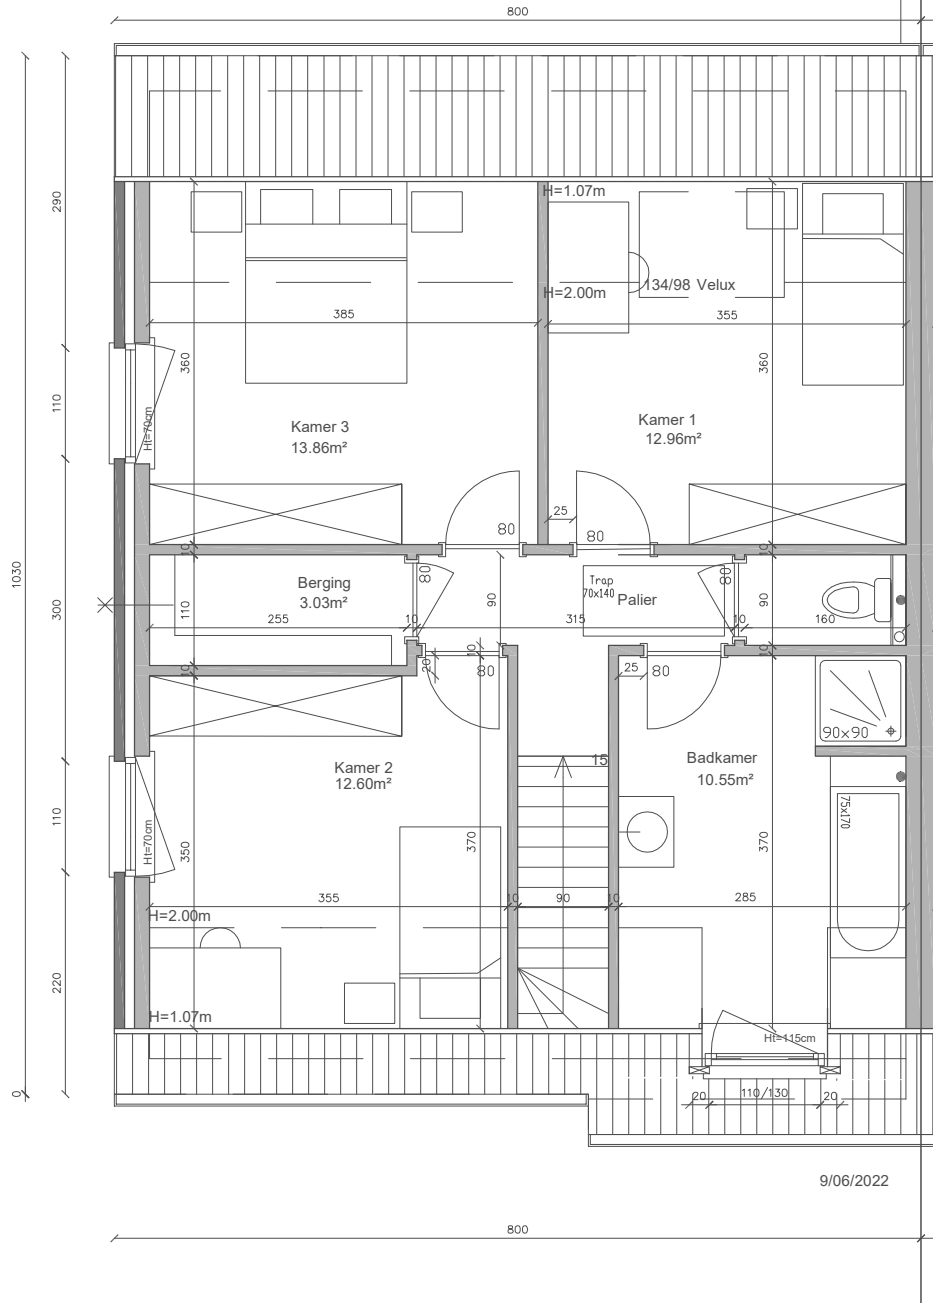 800
290
H=1.07m
134/98 Velux
H=2.00m
385
355
360
360
110
Ht=70cm
Kamer 3
13.86m²
Kamer 1
12.96m²
25
80
80
10
10
1030
300
Berging
3.03m²
110
80
90
Trap
70x140
Palier
80
90
255
10
315
10
160
10
20
10
80
25
80
10
90x90
15
Kamer 2
12.60m²
Badkamer
10.55m²
110
Ht=70cm
350
370
370
75x170
355
10
90
10
285
H=2.00m
220
H=1.07m
Ht=115cm
0
20
110/130
20
9/06/2022
800